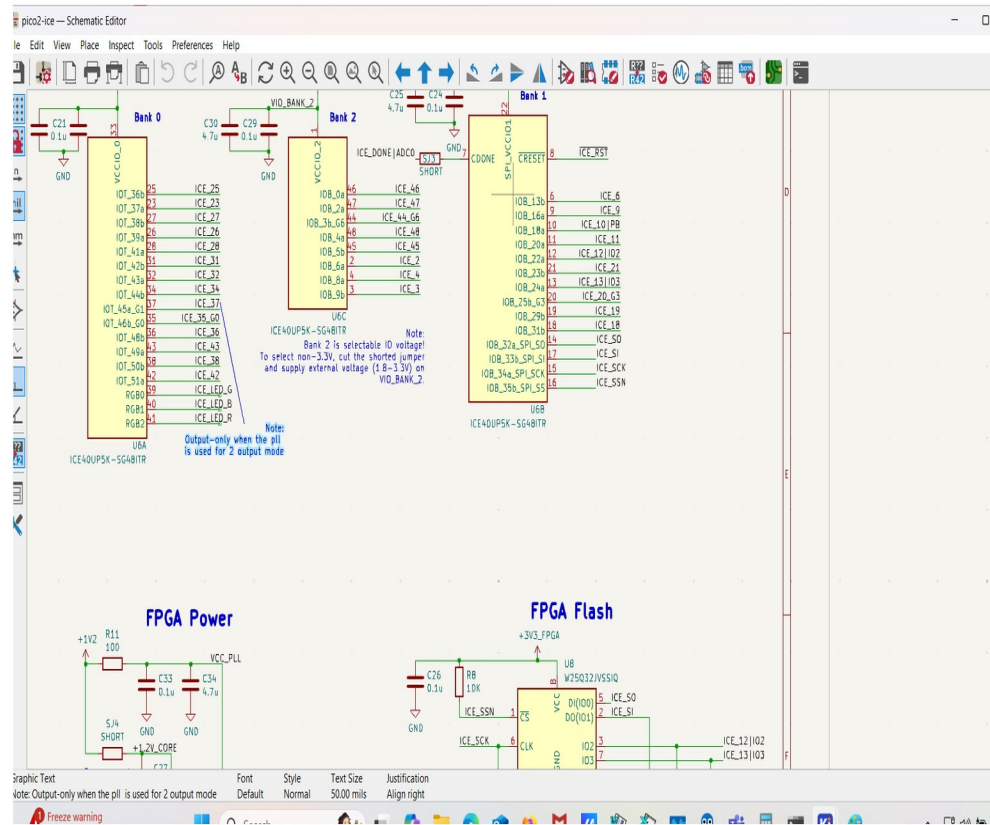 pico2-ice — Schematic Editor
le Edit View Place Inspect Tools Preferences Help
Bank 0
C21
0.1u
GND
33
VCCIO_0
IOT_36b 25 ICE_25
IOT_37a 23 ICE_23
IOT_38b 27 ICE_27
IOT_39a 26 ICE_26
IOT_41a 28 ICE_28
IOT_42b 31 ICE_31
IOT_43a 32 ICE_32
IOT_44b 34 ICE_34
IOT_45a_G1 37 ICE_37
IOT_46b_G0 35 ICE_35_G0
IOT_48b 36 ICE_36
IOT_49a 43 ICE_43
IOT_50b 38 ICE_38
IOT_51a 42 ICE_42
RGB0 39 ICE_LED_G
RGB1 40 ICE_LED_B
RGB2 41 ICE_LED_R
U6A
ICE40UP5K-SG48ITR
Note:
Output-only when the pll
is used for 2 output mode
VIO_BANK_2
Bank 2
C30
4.7u
C29
0.1u
GND
1
VCCIO_2
IOB_0a 46 ICE_46
IOB_2a 47 ICE_47
IOB_3b_G6 44 ICE_44_G6
IOB_4a 48 ICE_48
IOB_5b 45 ICE_45
IOB_6a 2 ICE_2
IOB_8a 4 ICE_4
IOB_9b 3 ICE_3
U6C
ICE40UP5K-SG48ITR
Note:
Bank 2 is selectable IO voltage!
To select non-3.3V, cut the shorted jumper
and supply external voltage (1.8-3.3V) on
VIO_BANK_2.
C25
4.7u
C24
0.1u
GND
Bank 1
22
SPI_VCCIO1
ICE_DONE|ADC0
SJ3
SHORT
7 CDONE
CRESET 8 ICE_RST
IOB_13b 6 ICE_6
IOB_16a 9 ICE_9
IOB_18a 10 ICE_10|PB
IOB_20a 11 ICE_11
IOB_22a 12 ICE_12|IO2
IOB_23b 21 ICE_21
IOB_24a 13 ICE_13|IO3
IOB_25b_G3 20 ICE_20_G3
IOB_29b 19 ICE_19
IOB_31b 18 ICE_18
IOB_32a_SPI_SO 14 ICE_SO
IOB_33b_SPI_SI 17 ICE_SI
IOB_34a_SPI_SCK 15 ICE_SCK
IOB_35b_SPI_SS 16 ICE_SSN
U6B
ICE40UP5K-SG48ITR
D
E
F
FPGA Power
+1V2
R11
100
VCC_PLL
C33
0.1u
C34
4.7u
GND
GND
SJ4
SHORT
+1.2V_CORE
C27
FPGA Flash
+3V3_FPGA
C26
0.1u
GND
R8
10K
U8
W25Q32JVSSIQ
8
VCC
ICE_SSN 1 CS
DI(IO0) 5 ICE_SO
DO(IO1) 2 ICE_SI
ICE_SCK 6 CLK
IO2 3 ICE_12|IO2
IO3 7 ICE_13|IO3
GND
Graphic Text Font Style Text Size Justification
Note: Output-only when the pll is used for 2 output mode Default Normal 50.00 mils Align right
1
Freeze warning
Search